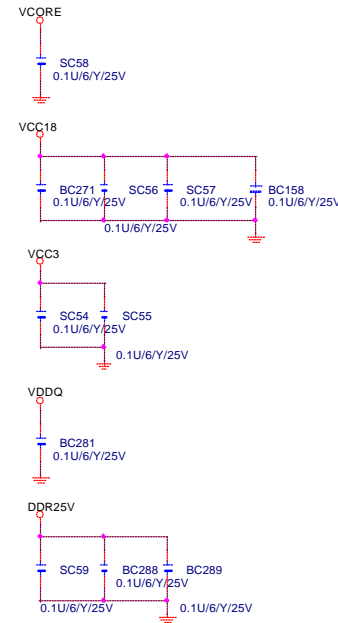 VCORE
SC58
0.1U/6/Y/25V
VCC18
BC271 SC56 SC57 BC158
0.1U/6/Y/25V 0.1U/6/Y/25V 0.1U/6/Y/25V
0.1U/6/Y/25V
VCC3
SC54 SC55
0.1U/6/Y/25V
0.1U/6/Y/25V
VDDQ
BC281
0.1U/6/Y/25V
DDR25V
SC59 BC288 BC289
0.1U/6/Y/25V
0.1U/6/Y/25V 0.1U/6/Y/25V